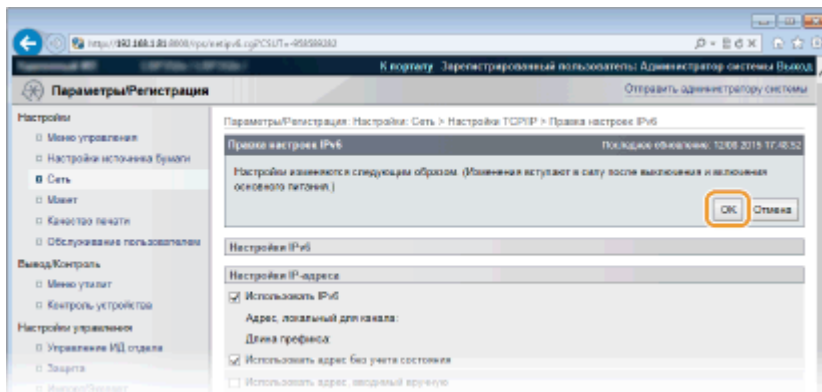 К порталу Зарегистрированный пользователь: Администратор системы Выход
Параметры/Регистрация
Отправить администратору системы
Настройки
Меню управления
Настройки источника бумаги
Сеть
Макет
Качество печати
Обслуживание пользователем
Вывод/Контроль
Меню утилит
Контроль устройства
Настройки управления
Управление ИД отдела
Защита
Параметры/Регистрация: Настройки: Сеть > Настройки TCP/IP > Правка настроек IPv6
Правка настроек IPv6
Последнее обновление: 12/08 2015 17:48:52
Настройки изменяются следующим образом. (Изменения вступают в силу после выключения и включения
основного питания.)
OK
Отмена
Настройки IPv6
Настройки IP-адреса
Использовать IPv6
Адрес, локальный для канала:
Длина префикса:
Использовать адрес без учета состояния
Использовать адрес, вводимый вручную